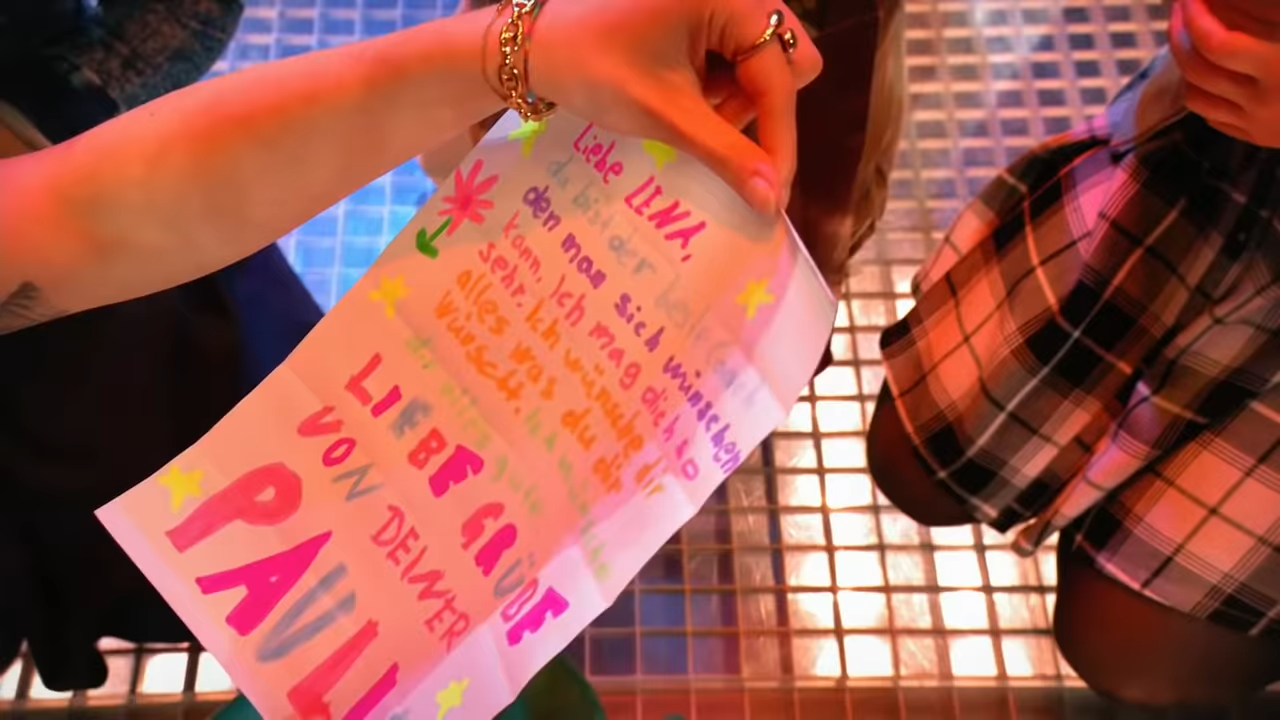 Liebe LENA,
du bist der beste
den man sich wünschen
kann. Ich mag dich so
sehr. Ich wünsche dir
alles was du dir
wünscht.
LIEBE GRÜßE
VON DEINER
PAULI